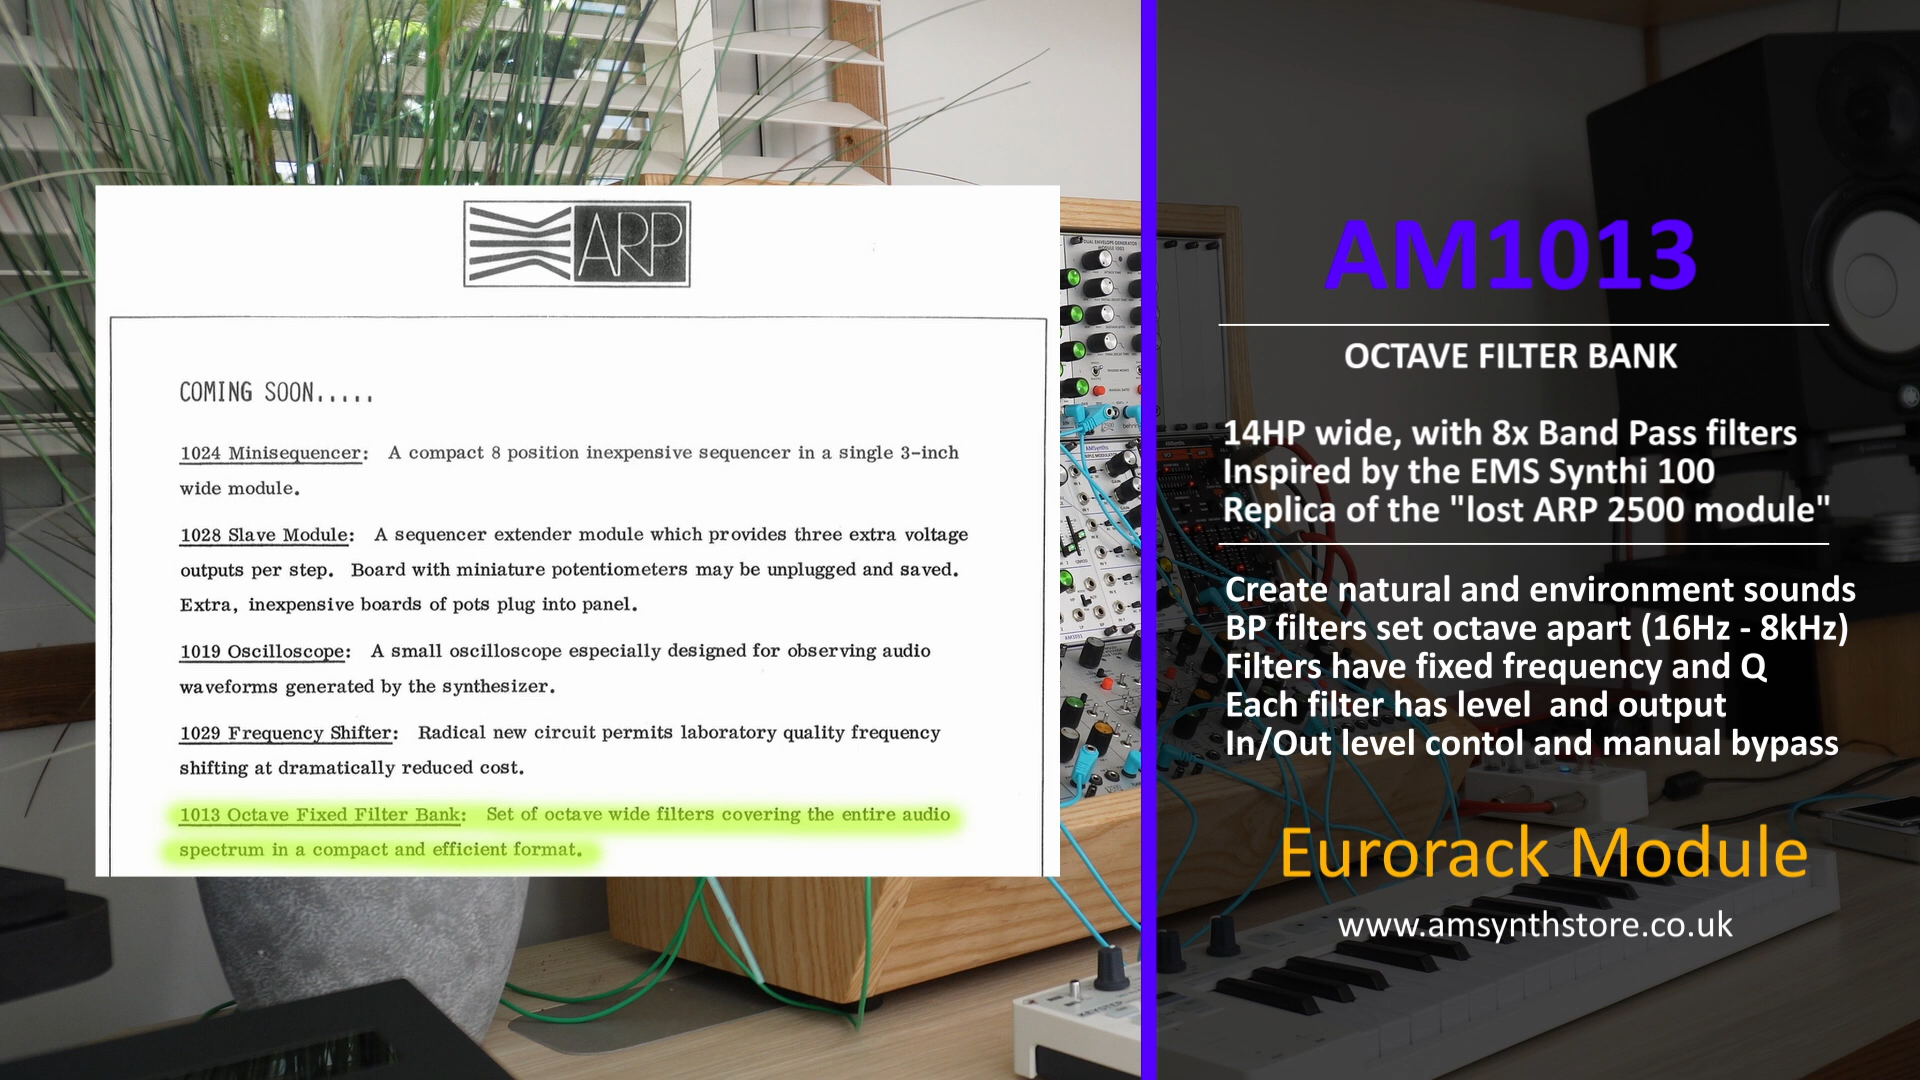 ARP
COMING SOON.....
1024 Minisequencer: A compact 8 position inexpensive sequencer in a single 3-inch
wide module.
1028 Slave Module: A sequencer extender module which provides three extra voltage
outputs per step. Board with miniature potentiometers may be unplugged and saved.
Extra, inexpensive boards of pots plug into panel.
1019 Oscilloscope: A small oscilloscope especially designed for observing audio
waveforms generated by the synthesizer.
1029 Frequency Shifter: Radical new circuit permits laboratory quality frequency
shifting at dramatically reduced cost.
1013 Octave Fixed Filter Bank: Set of octave wide filters covering the entire audio
spectrum in a compact and efficient format.
AM1013
OCTAVE FILTER BANK
14HP wide, with 8x Band Pass filters
Inspired by the EMS Synthi 100
Replica of the "lost ARP 2500 module"
Create natural and environment sounds
BP filters set octave apart (16Hz - 8kHz)
Filters have fixed frequency and Q
Each filter has level  and output
In/Out level contol and manual bypass
Eurorack Module
www.amsynthstore.co.uk